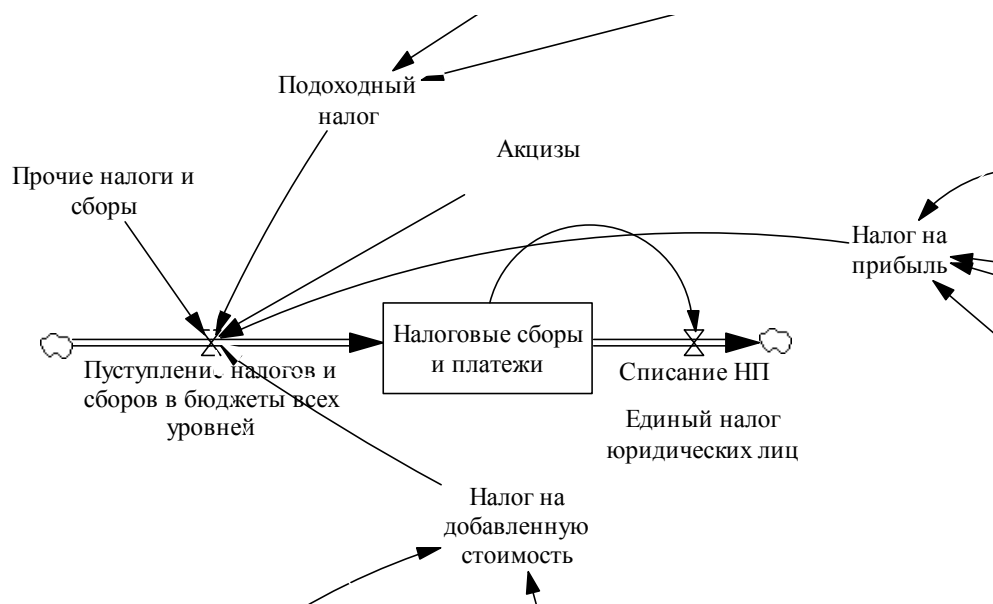 Подоходный
налог
Акцизы
Прочие налоги и
сборы
Налог на
прибыль
Налоговые сборы
и платежи
Пуступление налогов и
сборов в бюджеты всех
уровней
Списание НП
Единый налог
юридических лиц
Налог на
добавленную
стоимость